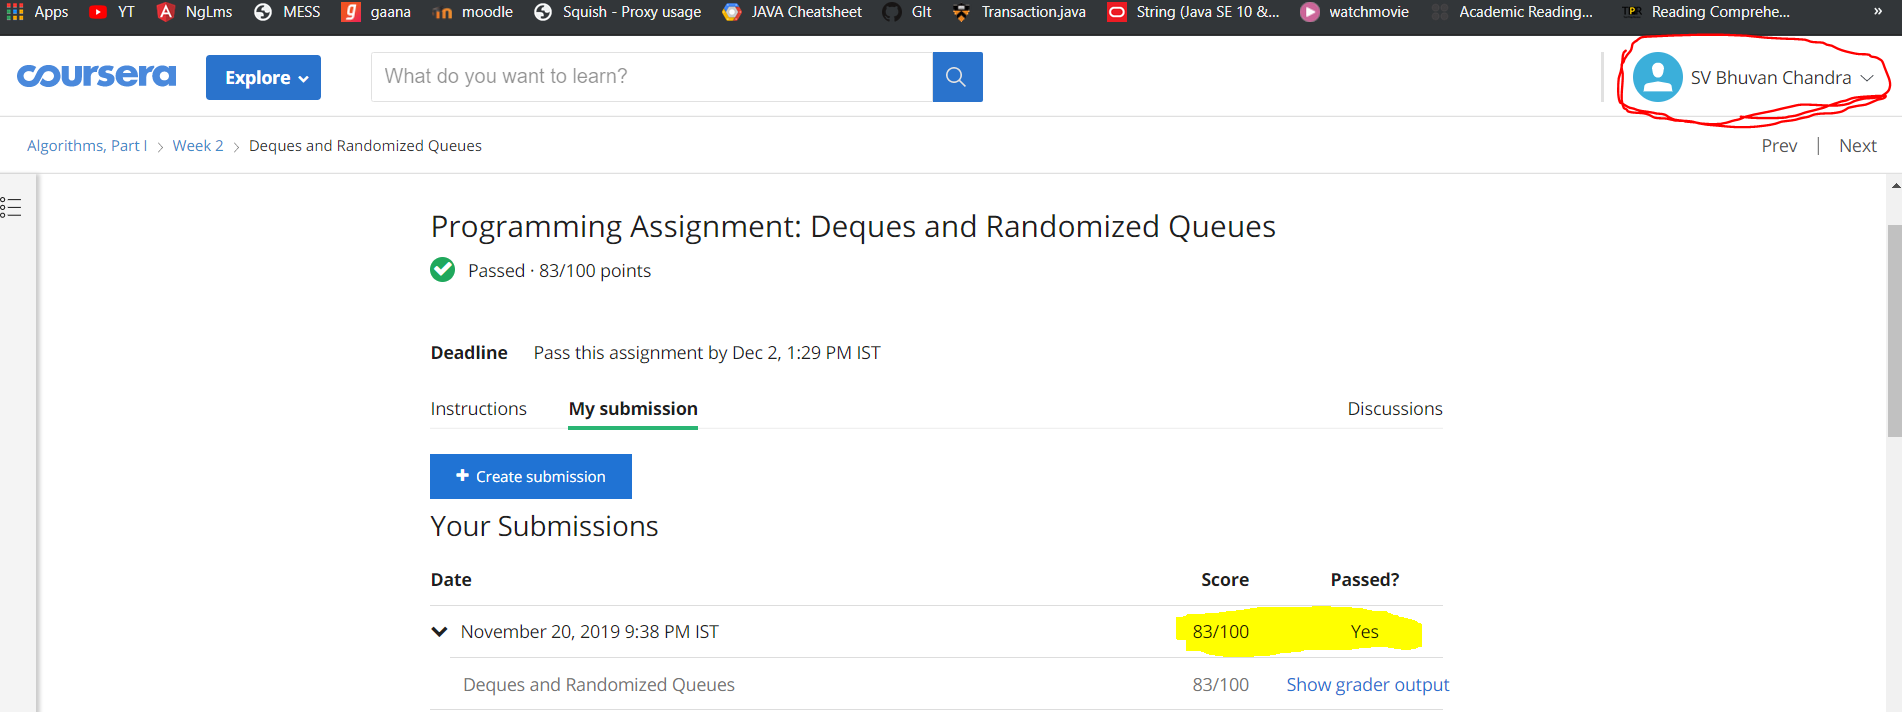 Apps YT NgLms MESS gaana moodle Squish - Proxy usage JAVA Cheatsheet GIt Transaction.java String (Java SE 10 &... watchmovie Academic Reading... Reading Comprehe... »
coursera Explore What do you want to learn? SV Bhuvan Chandra
Algorithms, Part I > Week 2 > Deques and Randomized Queues Prev | Next
Programming Assignment: Deques and Randomized Queues
Passed · 83/100 points
Deadline Pass this assignment by Dec 2, 1:29 PM IST
Instructions My submission Discussions
+ Create submission
Your Submissions
Date Score Passed?
November 20, 2019 9:38 PM IST 83/100 Yes
Deques and Randomized Queues 83/100 Show grader output